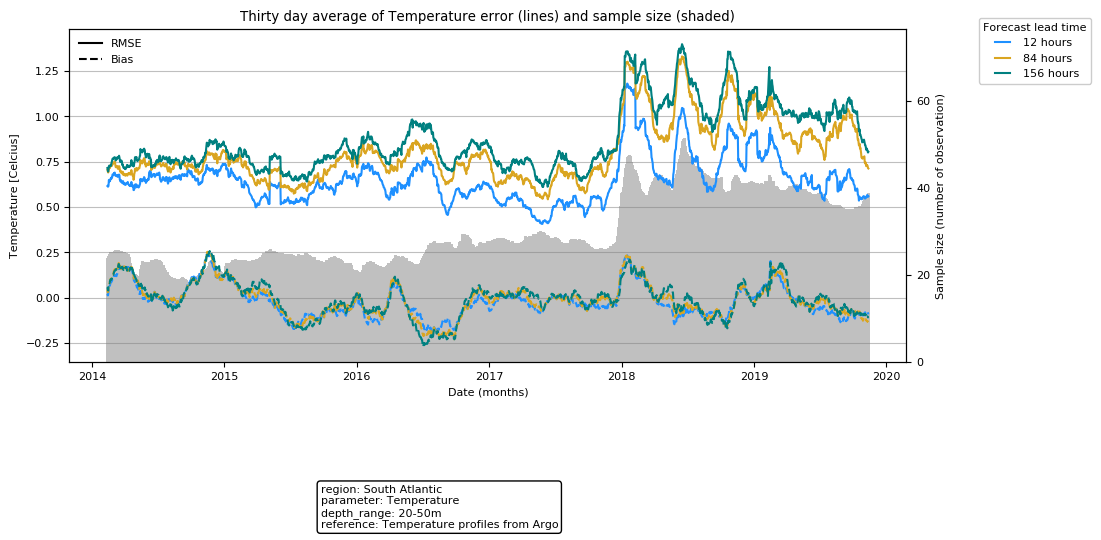 Thirty day average of Temperature error (lines) and sample size (shaded)
Forecast lead time
12 hours
84 hours
156 hours
RMSE
Bias
Temperature [Celcius]
1.25
1.00
0.75
0.50
0.25
0.00
−0.25
Sample size (number of observation)
60
40
20
0
2014 2015 2016 2017 2018 2019 2020
Date (months)
region: South Atlantic
parameter: Temperature
depth_range: 20-50m
reference: Temperature profiles from Argo